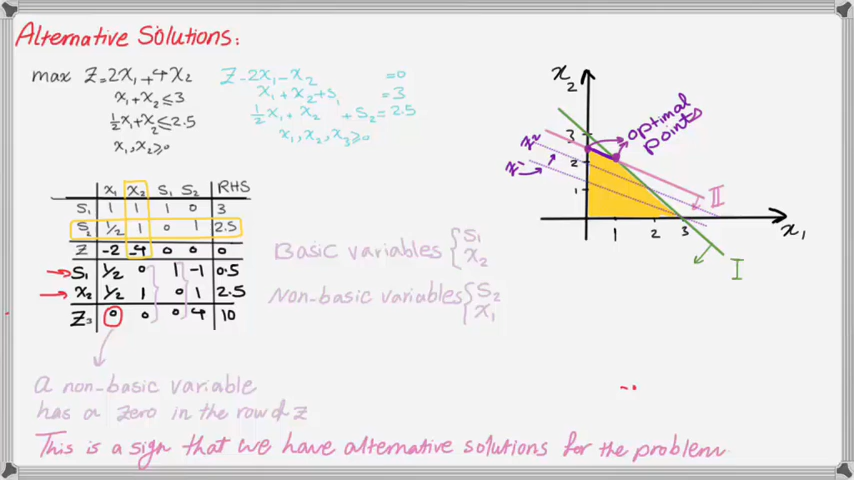 Alternative Solutions:
max Z=2x₁+4x₂
x₁+x₂≤3
½x₁+x₂≤2.5
x₁,x₂≥0
Z-2x₁-x₂ =0
x₁+x₂+s₁ =3
½x₁+x₂ +s₂=2.5
x₁,x₂,x₃≥0
x₁ x₂ s₁ s₂ RHS
s₁ 1 1 1 0 3
s₂ ½ 1 0 1 2.5
Z -2 -4 0 0 0
s₁ ½ 0 1 -1 0.5
x₂ ½ 1 0 1 2.5
Z= 0 0 0 4 10
Basic variables { s₁
x₂
Non-basic variables { s₂
x₁
a non-basic variable
has a zero in the row of z
This is a sign that we have alternative solutions for the problem
x₂
optimal
points
3
2
1
1 2 3
x₁
I
II